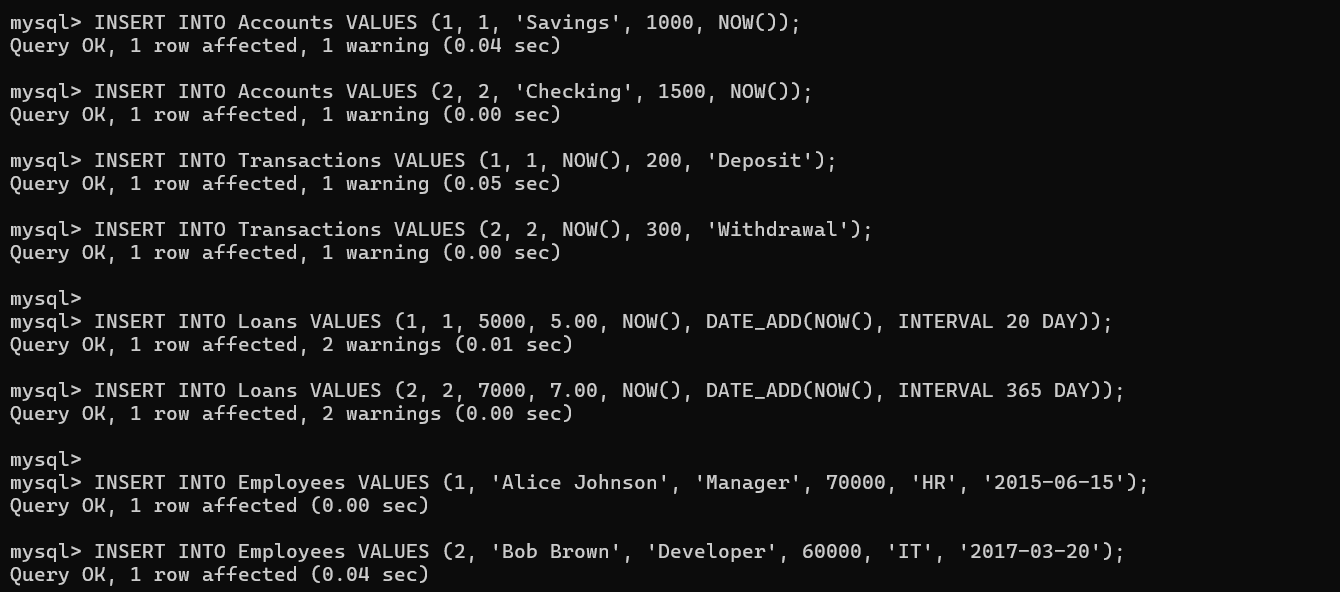 mysql> INSERT INTO Accounts VALUES (1, 1, 'Savings', 1000, NOW());
Query OK, 1 row affected, 1 warning (0.04 sec)
mysql> INSERT INTO Accounts VALUES (2, 2, 'Checking', 1500, NOW());
Query OK, 1 row affected, 1 warning (0.00 sec)
mysql> INSERT INTO Transactions VALUES (1, 1, NOW(), 200, 'Deposit');
Query OK, 1 row affected, 1 warning (0.05 sec)
mysql> INSERT INTO Transactions VALUES (2, 2, NOW(), 300, 'Withdrawal');
Query OK, 1 row affected, 1 warning (0.00 sec)
mysql>
mysql> INSERT INTO Loans VALUES (1, 1, 5000, 5.00, NOW(), DATE_ADD(NOW(), INTERVAL 20 DAY));
Query OK, 1 row affected, 2 warnings (0.01 sec)
mysql> INSERT INTO Loans VALUES (2, 2, 7000, 7.00, NOW(), DATE_ADD(NOW(), INTERVAL 365 DAY));
Query OK, 1 row affected, 2 warnings (0.00 sec)
mysql>
mysql> INSERT INTO Employees VALUES (1, 'Alice Johnson', 'Manager', 70000, 'HR', '2015-06-15');
Query OK, 1 row affected (0.00 sec)
mysql> INSERT INTO Employees VALUES (2, 'Bob Brown', 'Developer', 60000, 'IT', '2017-03-20');
Query OK, 1 row affected (0.04 sec)